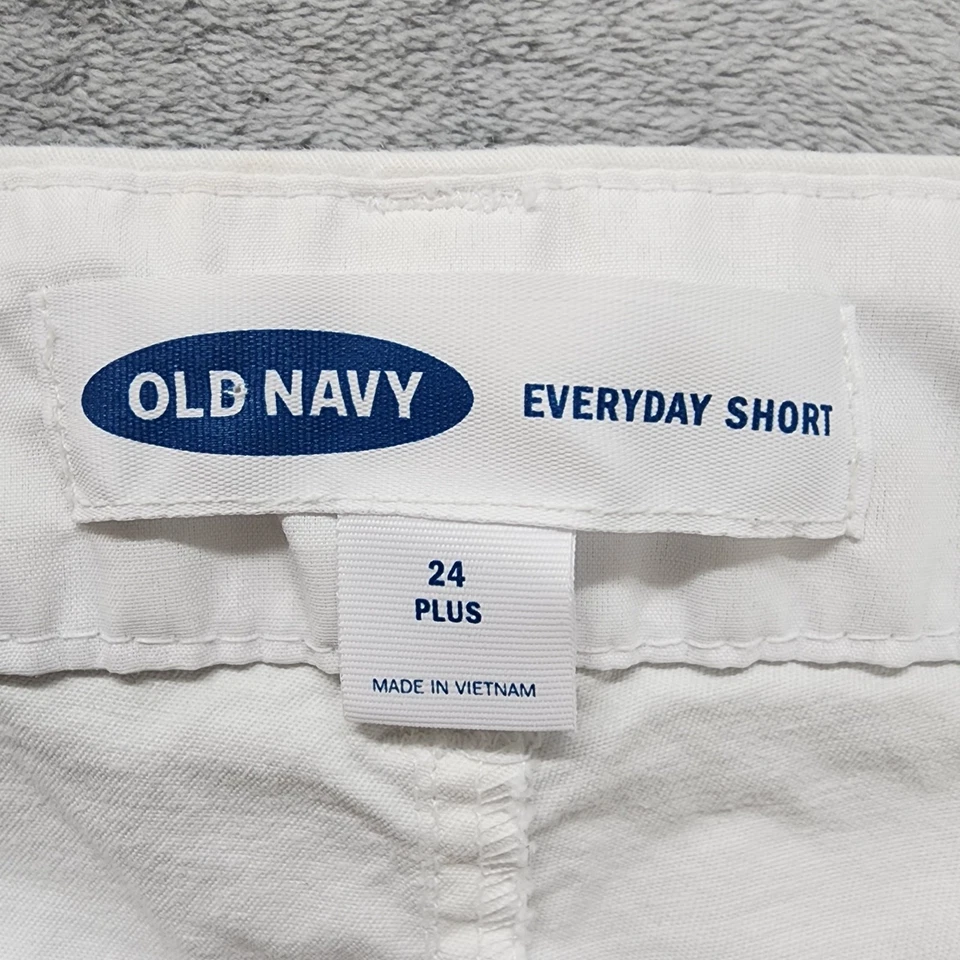 OLD NAVY EVERYDAY SHORT
24
PLUS
MADE IN VIETNAM